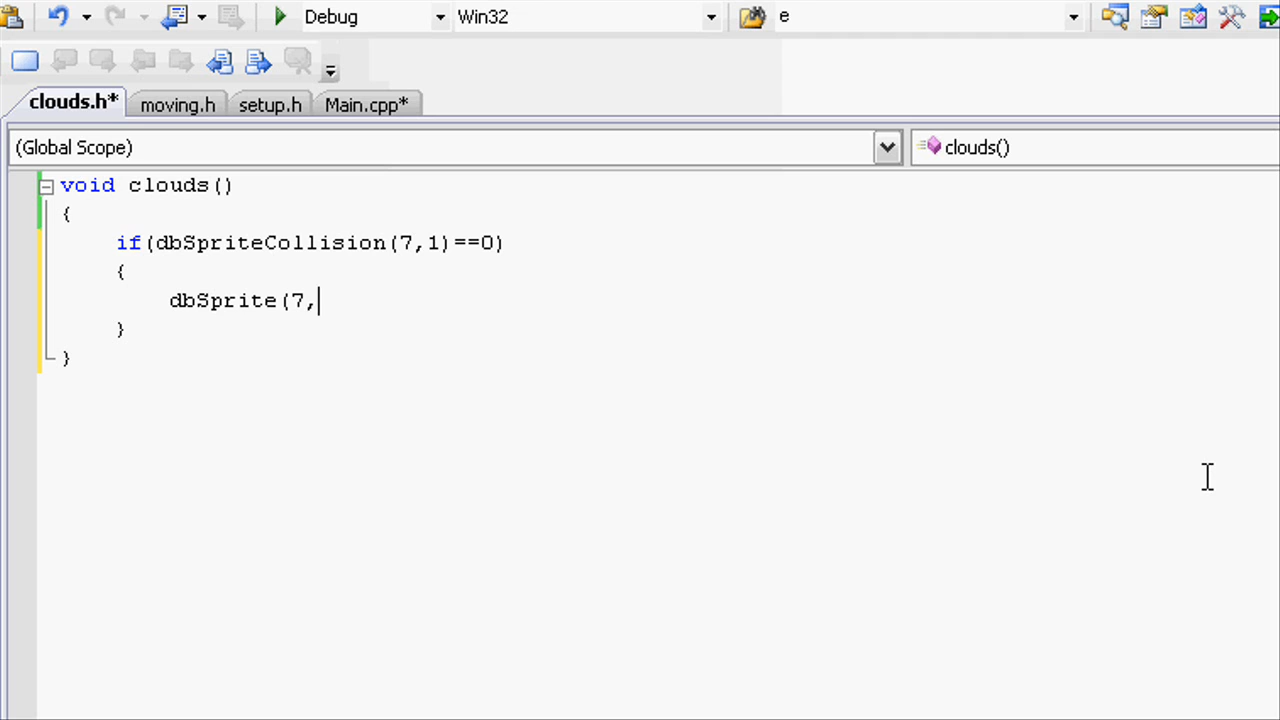 Debug Win32 e
clouds.h* moving.h setup.h Main.cpp*
(Global Scope) clouds()
void clouds()
{
if(dbSpriteCollision(7,1)==0)
{
dbSprite(7,
}
}